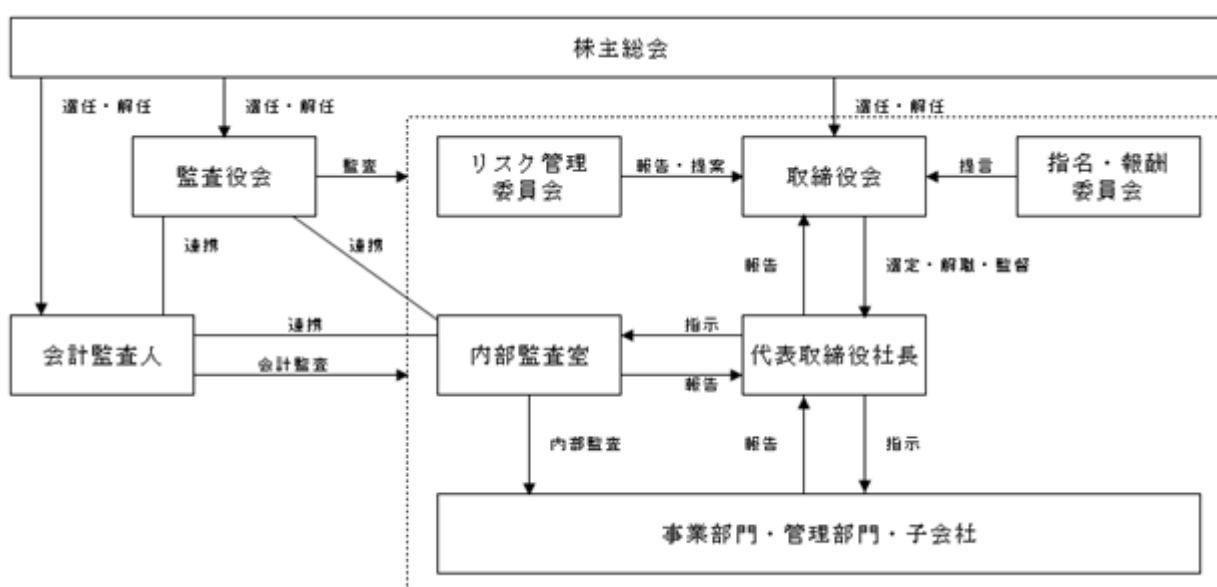 株主総会
選任・解任
選任・解任
選任・解任
監査役会
監査
リスク管理
委員会
報告・提案
取締役会
提言
指名・報酬
委員会
連携
連携
報告
選定・解職・監督
会計監査人
連携
会計監査
内部監査室
指示
報告
代表取締役社長
内部監査
報告
指示
事業部門・管理部門・子会社